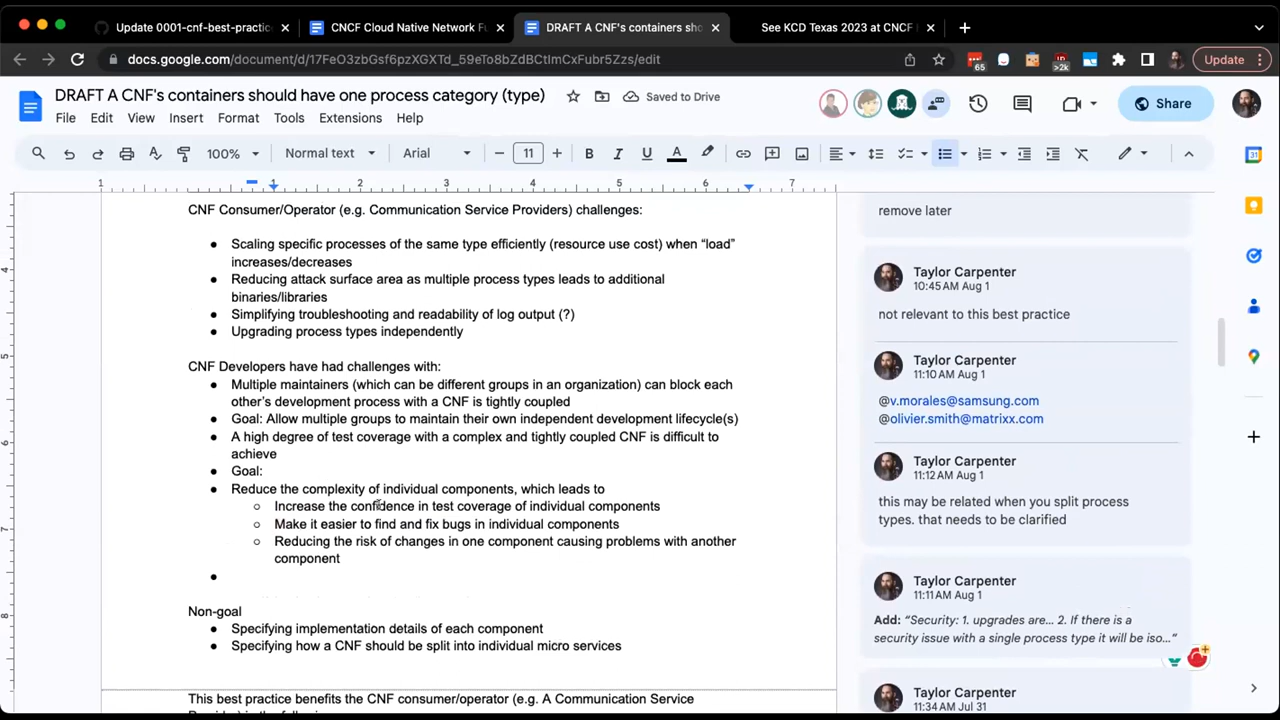 Update 0001-cnf-best-practic
CNCF Cloud Native Network F
DRAFT A CNF's containers sho
See KCD Texas 2023 at CNCF
docs.google.com/document/d/17FeO3zbGsf6pzXGXTd_59eTo8bZdBCtImCxFubr5Zzs/edit
65
>2k
Update
DRAFT A CNF's containers should have one process category (type)
Saved to Drive
File Edit View Insert Format Tools Extensions Help
Share
100%
Normal text
Arial
11
1 1 2 3 4 5 6 7
CNF Consumer/Operator (e.g. Communication Service Providers) challenges:
● Scaling specific processes of the same type efficiently (resource use cost) when “load”
increases/decreases
● Reducing attack surface area as multiple process types leads to additional
binaries/libraries
● Simplifying troubleshooting and readability of log output (?)
● Upgrading process types independently
CNF Developers have had challenges with:
● Multiple maintainers (which can be different groups in an organization) can block each
other’s development process with a CNF is tightly coupled
● Goal: Allow multiple groups to maintain their own independent development lifecycle(s)
● A high degree of test coverage with a complex and tightly coupled CNF is difficult to
achieve
● Goal:
● Reduce the complexity of individual components, which leads to
○ Increase the confidence in test coverage of individual components
○ Make it easier to find and fix bugs in individual components
○ Reducing the risk of changes in one component causing problems with another
component
●
Non-goal
● Specifying implementation details of each component
● Specifying how a CNF should be split into individual micro services
This best practice benefits the CNF consumer/operator (e.g. A Communication Service
4
5
6
7
8
remove later
Taylor Carpenter
10:45 AM Aug 1
not relevant to this best practice
Taylor Carpenter
11:10 AM Aug 1
@v.morales@samsung.com
@olivier.smith@matrixx.com
Taylor Carpenter
11:12 AM Aug 1
this may be related when you split process
types. that needs to be clarified
Taylor Carpenter
11:11 AM Aug 1
Add: “Security: 1. upgrades are... 2. If there is a
security issue with a single process type it will be iso...”
Taylor Carpenter
11:34 AM Jul 31